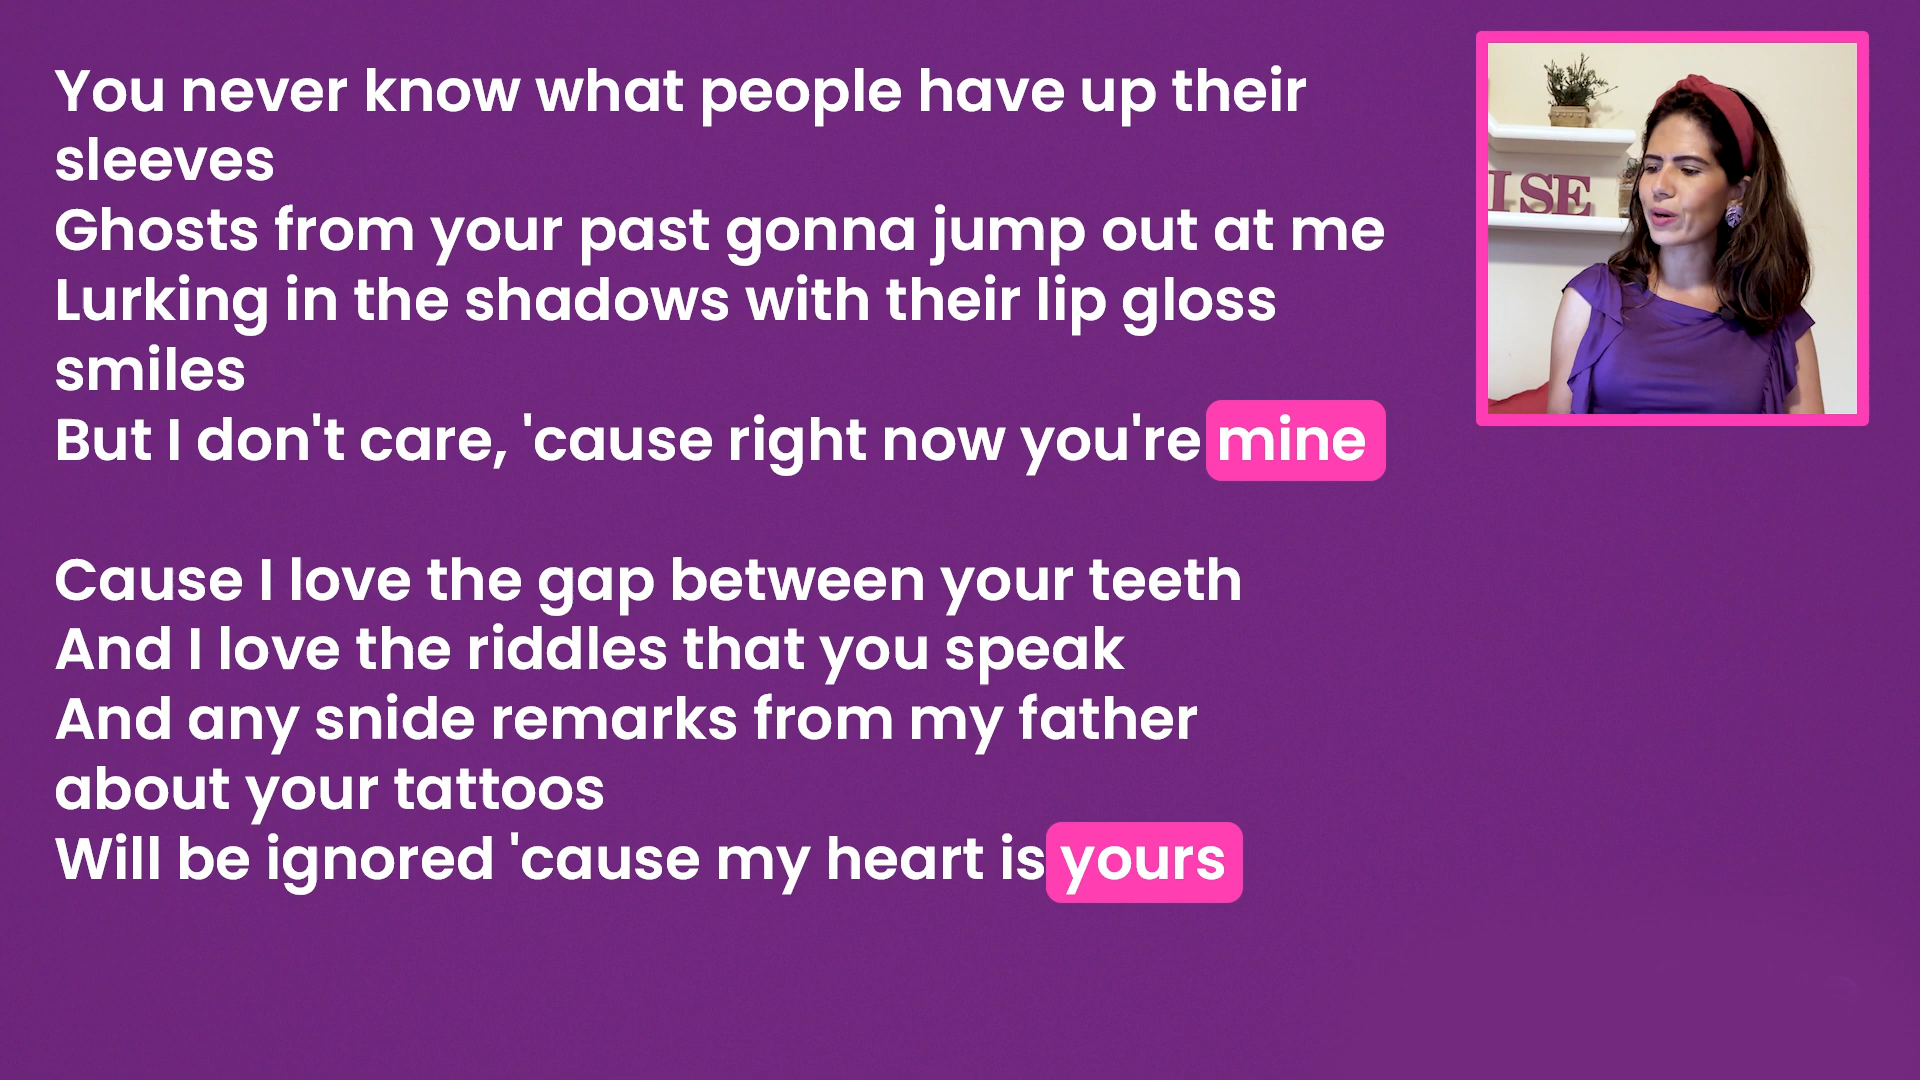 You never know what people have up their
sleeves
Ghosts from your past gonna jump out at me
Lurking in the shadows with their lip gloss
smiles
But I don't care, 'cause right now you're mine
Cause I love the gap between your teeth
And I love the riddles that you speak
And any snide remarks from my father
about your tattoos
Will be ignored 'cause my heart is yours
ISE